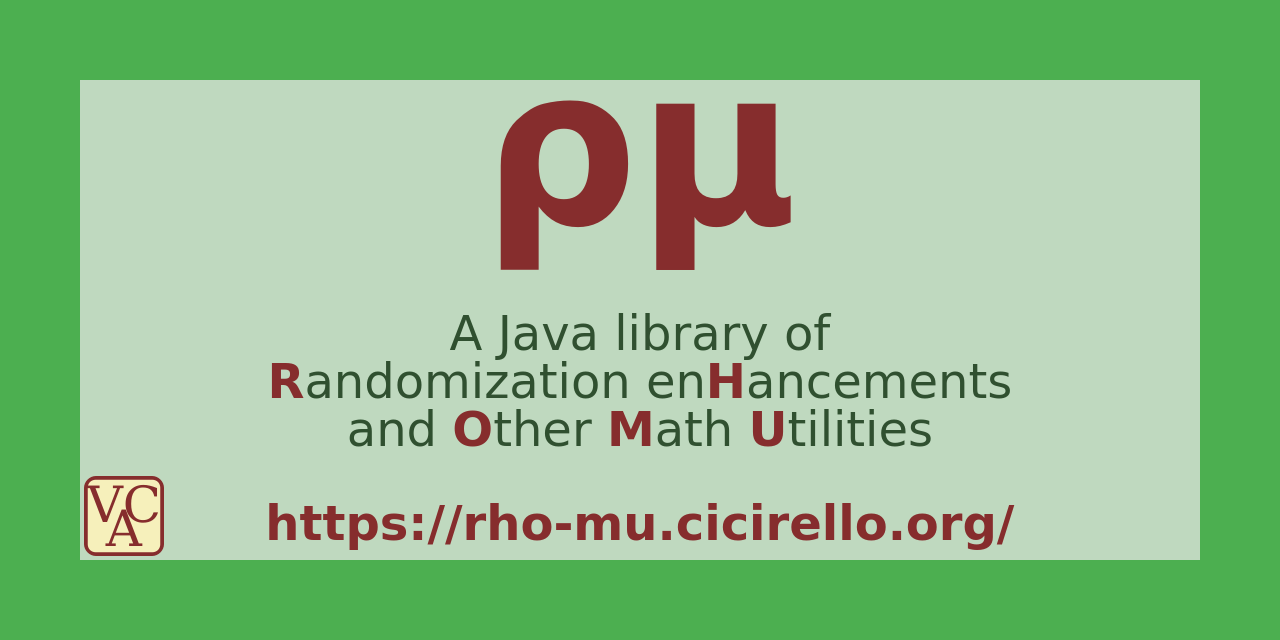 ρμ
A Java library of
Randomization enHancements
and Other Math Utilities
VCA
https://rho-mu.cicirello.org/